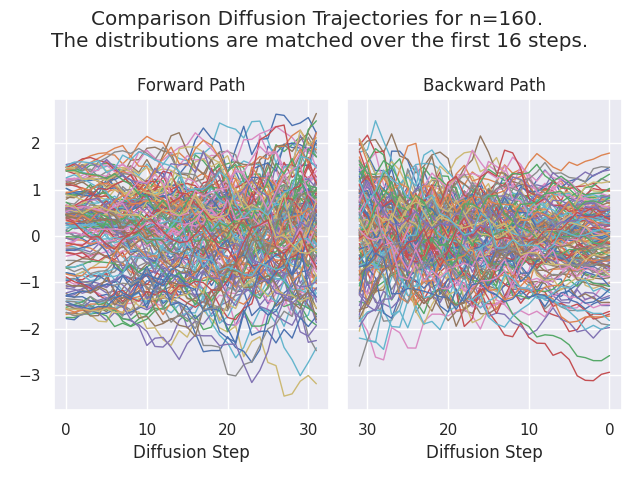 Comparison Diffusion Trajectories for n=160.
The distributions are matched over the first 16 steps.
Forward Path
Backward Path
2
1
0
−1
−2
−3
0 10 20 30
30 20 10 0
Diffusion Step
Diffusion Step